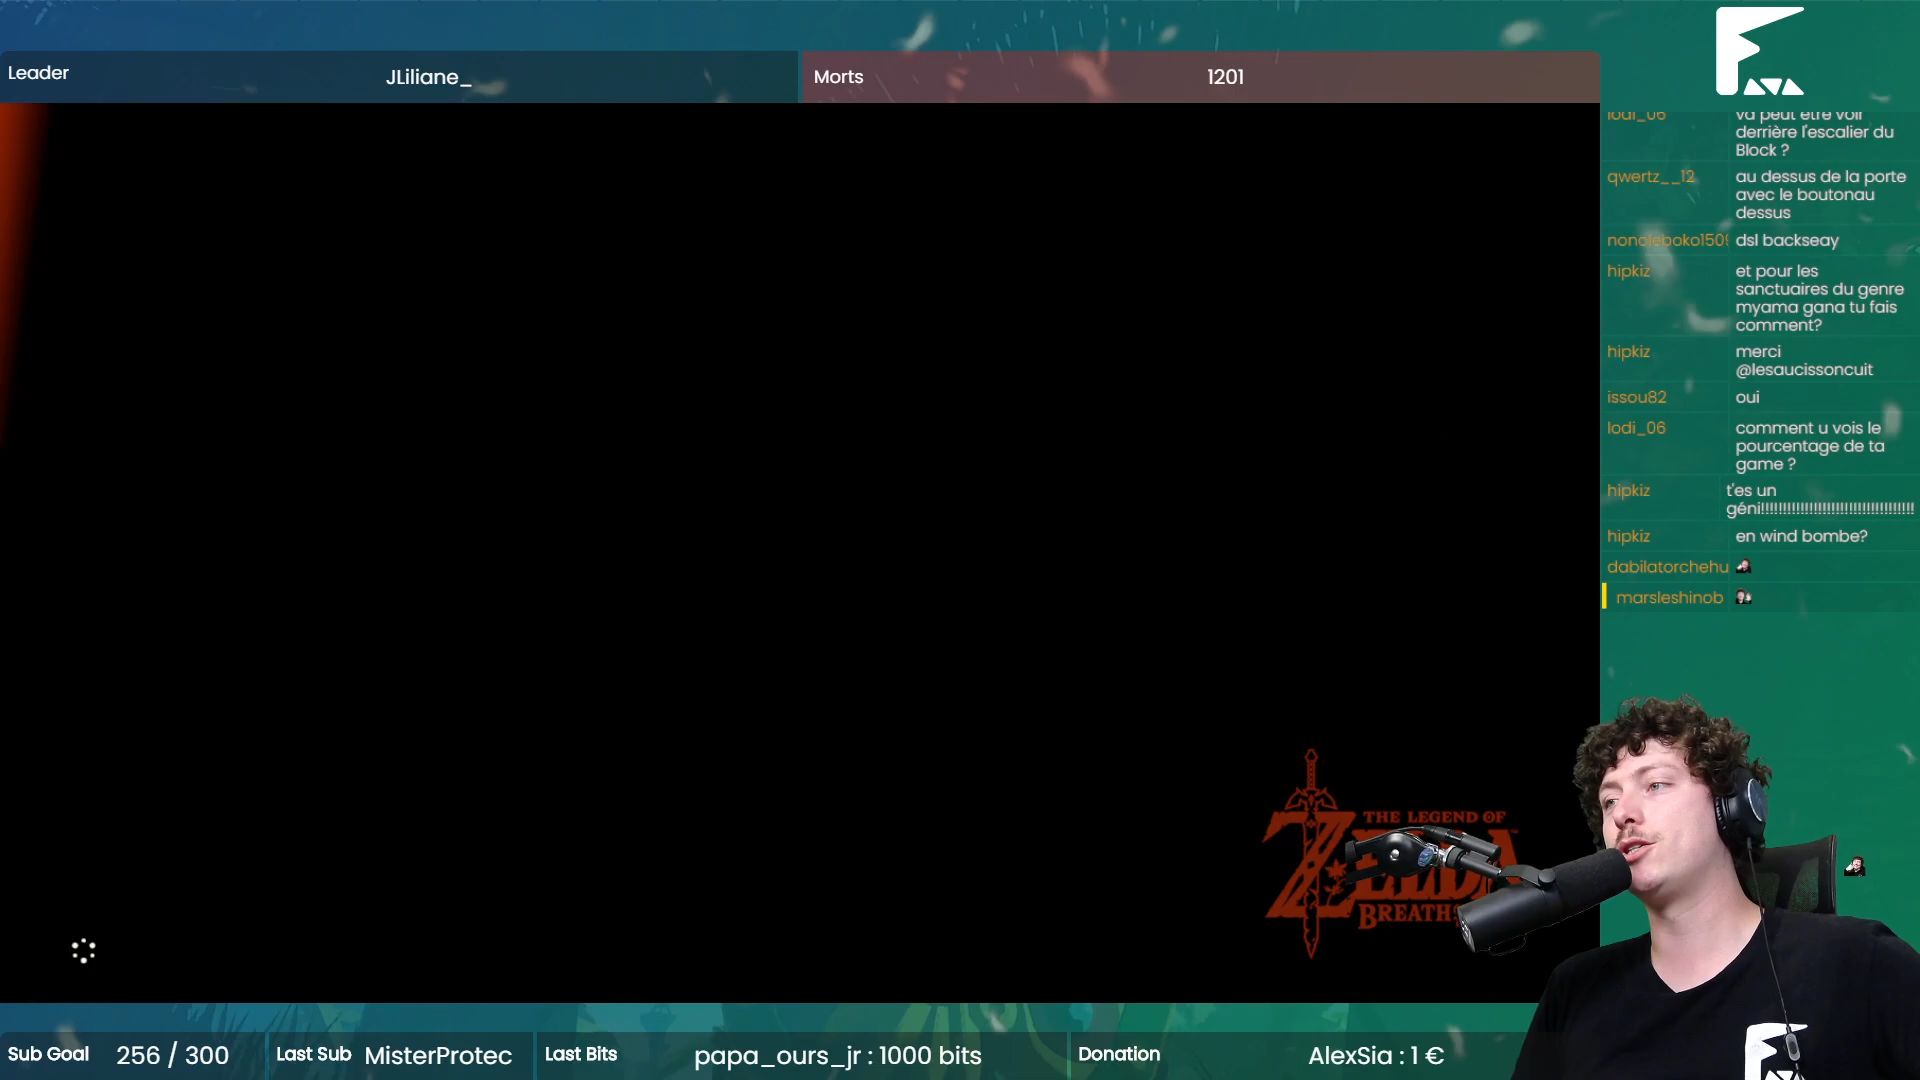 Leader
JLiliane_
Morts
1201
lodi_06
va peut être voir
derrière l'escalier du
Block ?
qwertz__12
au dessus de la porte
avec le boutonau
dessus
nonoleboko1509
dsl backseay
hipkiz
et pour les
sanctuaires du genre
myama gana tu fais
comment?
hipkiz
merci
@lesaucissoncuit
issou82
oui
lodi_06
comment u vois le
pourcentage de ta
game ?
hipkiz
t'es un
géni!!!!!!!!!!!!!!!!!!!!!!!!!!!!!!!!!!!
hipkiz
en wind bombe?
dabilatorchehu
marsleshinob
THE LEGEND OF
ZELDA
BREATH
Sub Goal
256 / 300
Last Sub
MisterProtec
Last Bits
papa_ours_jr : 1000 bits
Donation
AlexSia : 1 €